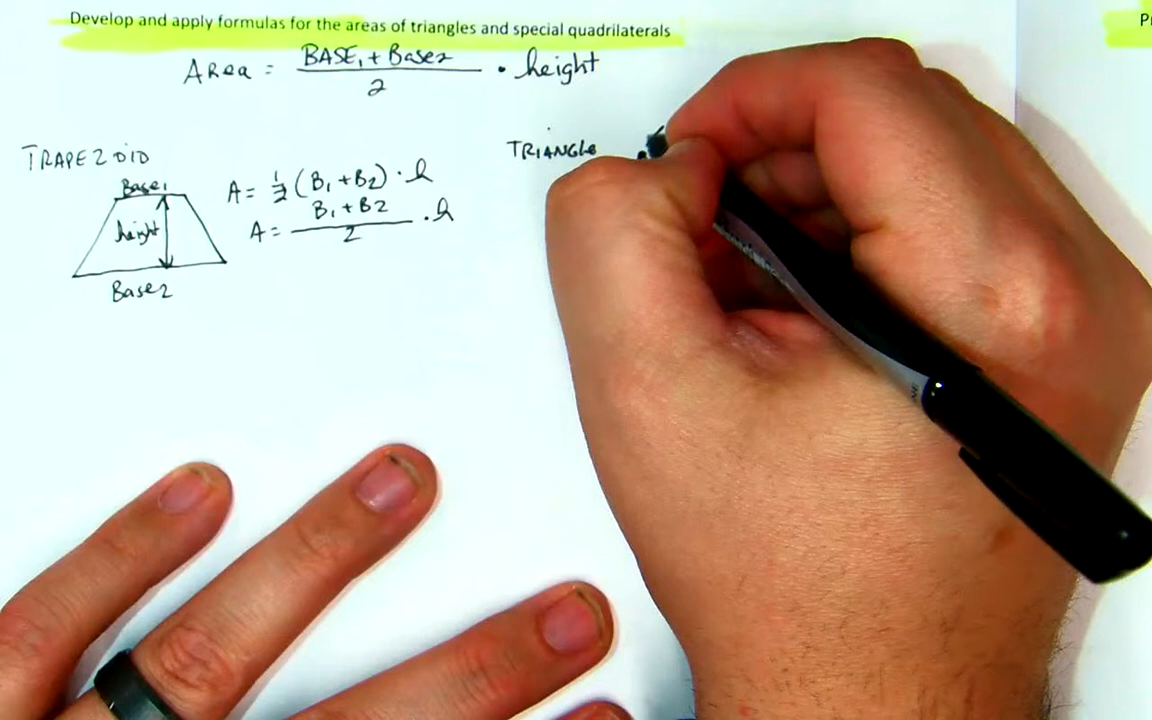 Develop and apply formulas for the areas of triangles and special quadrilaterals
P
AREA = BASE1 + Base2 / 2 · height
TRAPEZOID
Base1
height
Base2
A = 1/2 (B1 + B2) · h
A = B1 + B2 / 2 · h
TRIANGLE